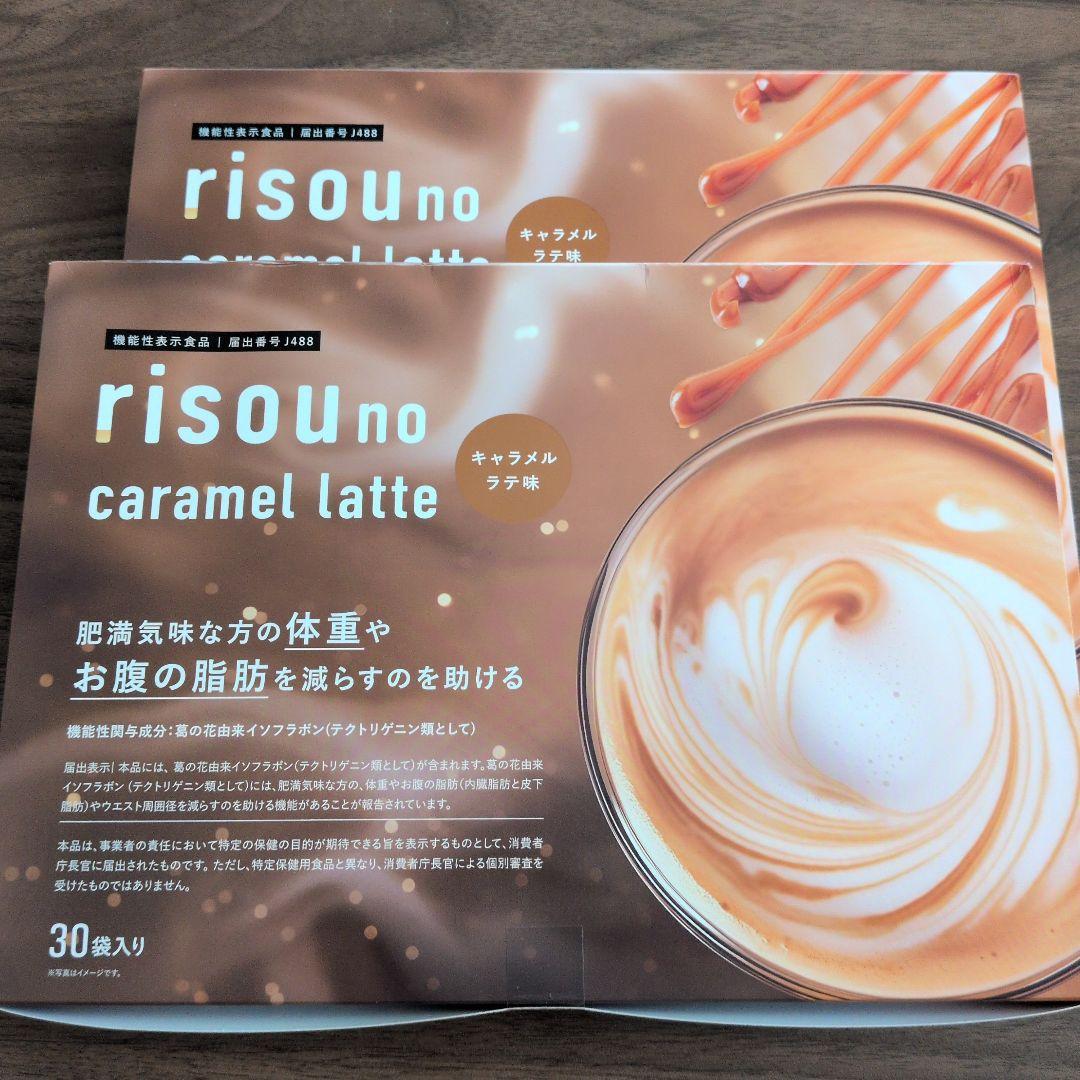 機能性表示食品 | 届出番号 J488
risou no
caramel latte
キャラメル
ラテ味
機能性表示食品 | 届出番号 J488
risou no
caramel latte
キャラメル
ラテ味
肥満気味な方の体重や
お腹の脂肪を減らすのを助ける
機能性関与成分：葛の花由来イソフラボン(テクトリゲニン類として)
届出表示| 本品には、葛の花由来イソフラボン(テクトリゲニン類として)が含まれます。葛の花由来
イソフラボン(テクトリゲニン類として)には、肥満気味な方の、体重やお腹の脂肪(内臓脂肪と皮下
脂肪)やウエスト周囲径を減らすのを助ける機能があることが報告されています。
本品は、事業者の責任において特定の保健の目的が期待できる旨を表示するものとして、消費者
庁長官に届出されたものです。ただし、特定保健用食品と異なり、消費者庁長官による個別審査を
受けたものではありません。
30袋入り
※写真はイメージです。